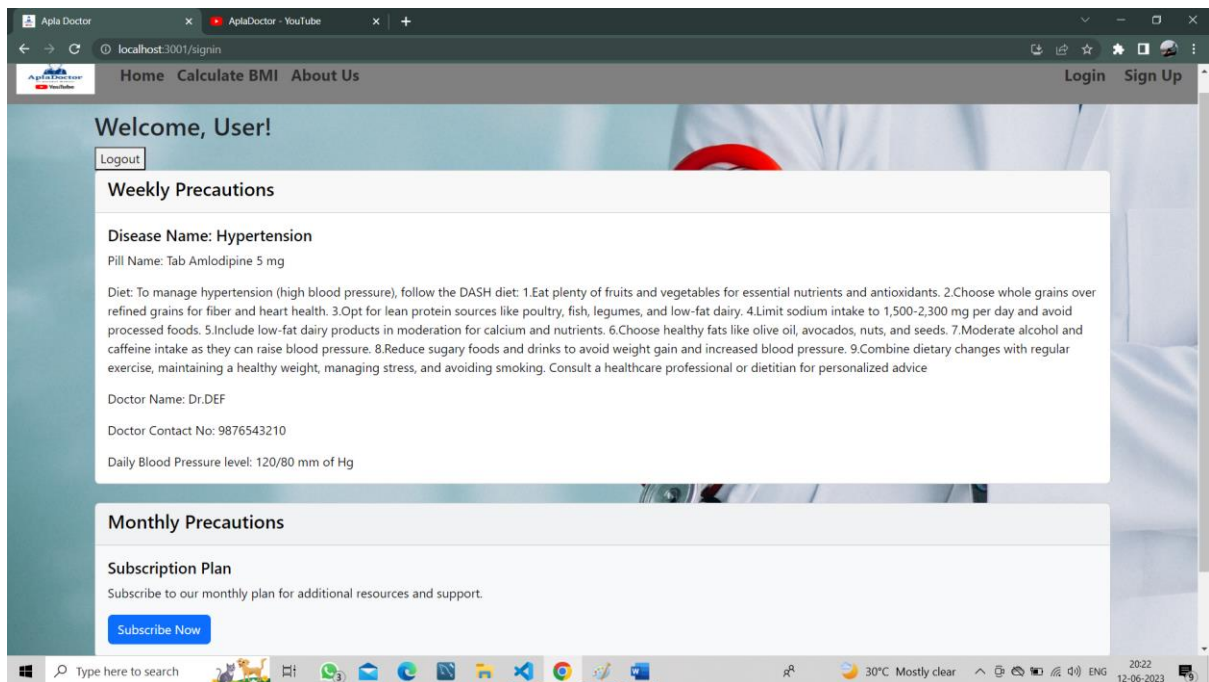 Apla Doctor
AplaDoctor - YouTube
localhost:3001/signin
AplaDoctor
YouTube
Home Calculate BMI About Us
Login Sign Up
Welcome, User!
Logout
Weekly Precautions
Disease Name: Hypertension
Pill Name: Tab Amlodipine 5 mg
Diet: To manage hypertension (high blood pressure), follow the DASH diet: 1.Eat plenty of fruits and vegetables for essential nutrients and antioxidants. 2.Choose whole grains over
refined grains for fiber and heart health. 3.Opt for lean protein sources like poultry, fish, legumes, and low-fat dairy. 4.Limit sodium intake to 1,500-2,300 mg per day and avoid
processed foods. 5.Include low-fat dairy products in moderation for calcium and nutrients. 6.Choose healthy fats like olive oil, avocados, nuts, and seeds. 7.Moderate alcohol and
caffeine intake as they can raise blood pressure. 8.Reduce sugary foods and drinks to avoid weight gain and increased blood pressure. 9.Combine dietary changes with regular
exercise, maintaining a healthy weight, managing stress, and avoiding smoking. Consult a healthcare professional or dietitian for personalized advice
Doctor Name: Dr.DEF
Doctor Contact No: 9876543210
Daily Blood Pressure level: 120/80 mm of Hg
Monthly Precautions
Subscription Plan
Subscribe to our monthly plan for additional resources and support.
Subscribe Now
Type here to search
30°C Mostly clear
ENG
20:22
12-06-2023